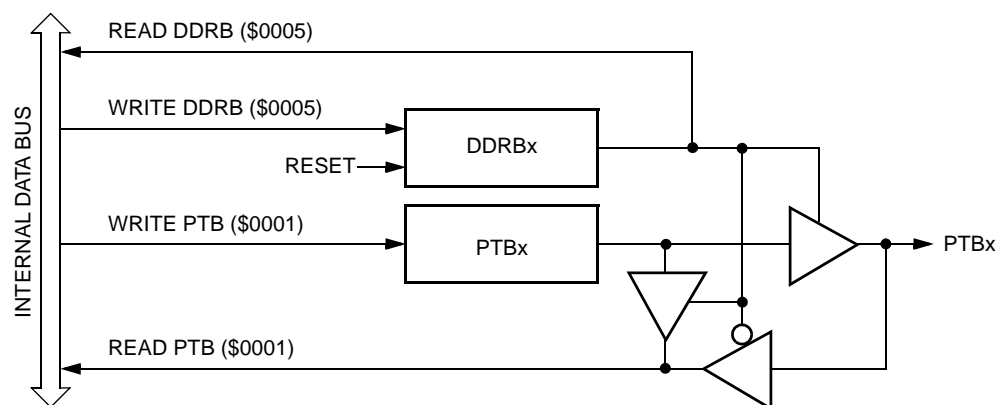 READ DDRB ($0005)
WRITE DDRB ($0005)
DDRBx
RESET
WRITE PTB ($0001)
PTBx
PTBx
READ PTB ($0001)
INTERNAL DATA BUS